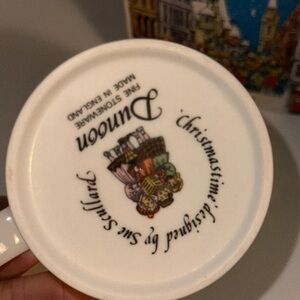 Dunoon
FINE STONEWARE
MADE IN ENGLAND
Christmastime designed by Sue Scullard.